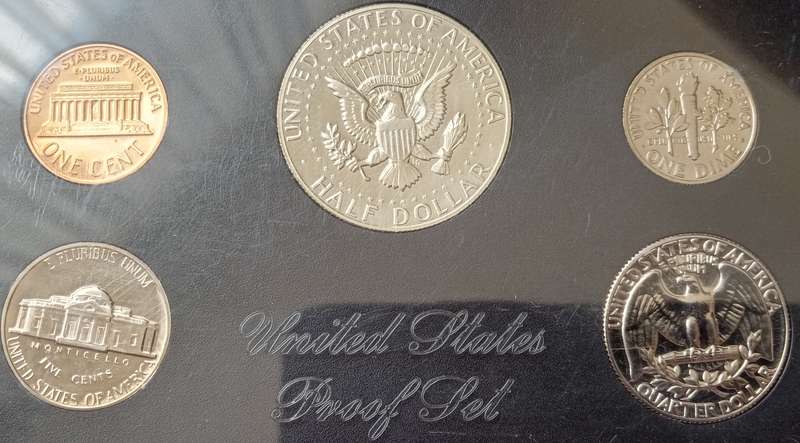 UNITED STATES OF AMERICA
E·PLURIBUS
·UNUM·
ONE CENT
UNITED STATES OF AMERICA
HALF DOLLAR
UNITED STATES OF AMERICA
ONE DIME
E PLURIBUS UNUM
MONTICELLO
FIVE CENTS
UNITED STATES OF AMERICA
UNITED STATES OF AMERICA
E PLURIBUS
UNUM
QUARTER DOLLAR
United States
Proof Set